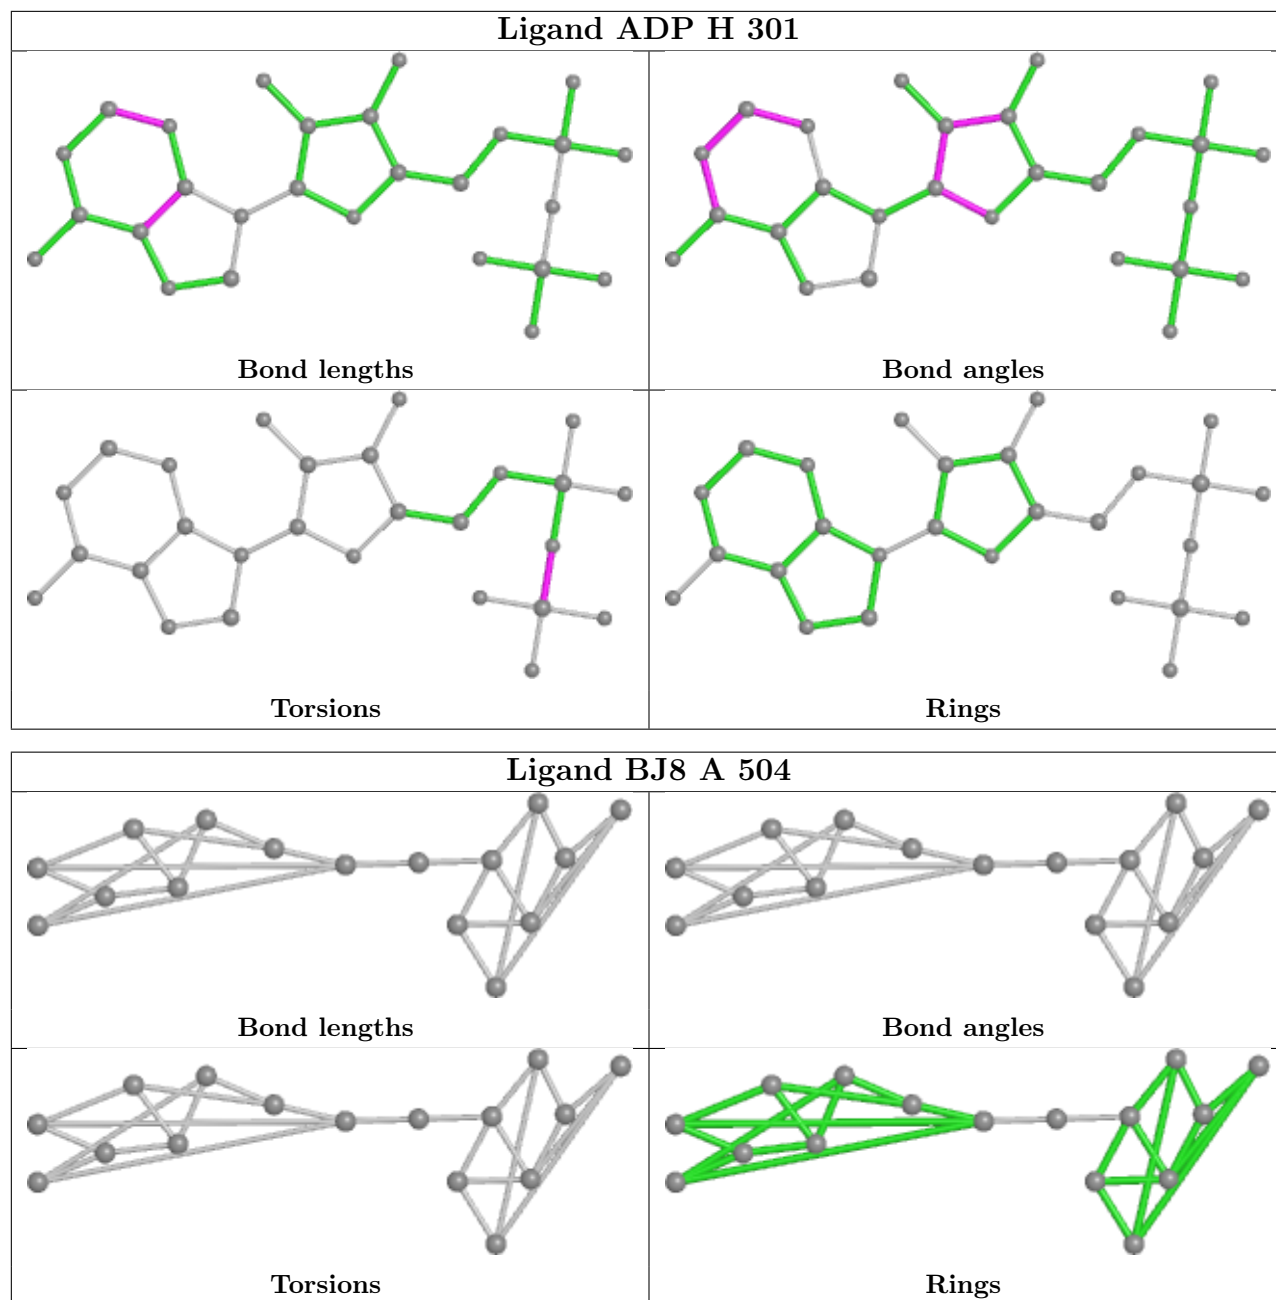 Ligand ADP H 301
Bond lengths
Bond angles
Torsions
Rings
Ligand BJ8 A 504
Bond lengths
Bond angles
Torsions
Rings